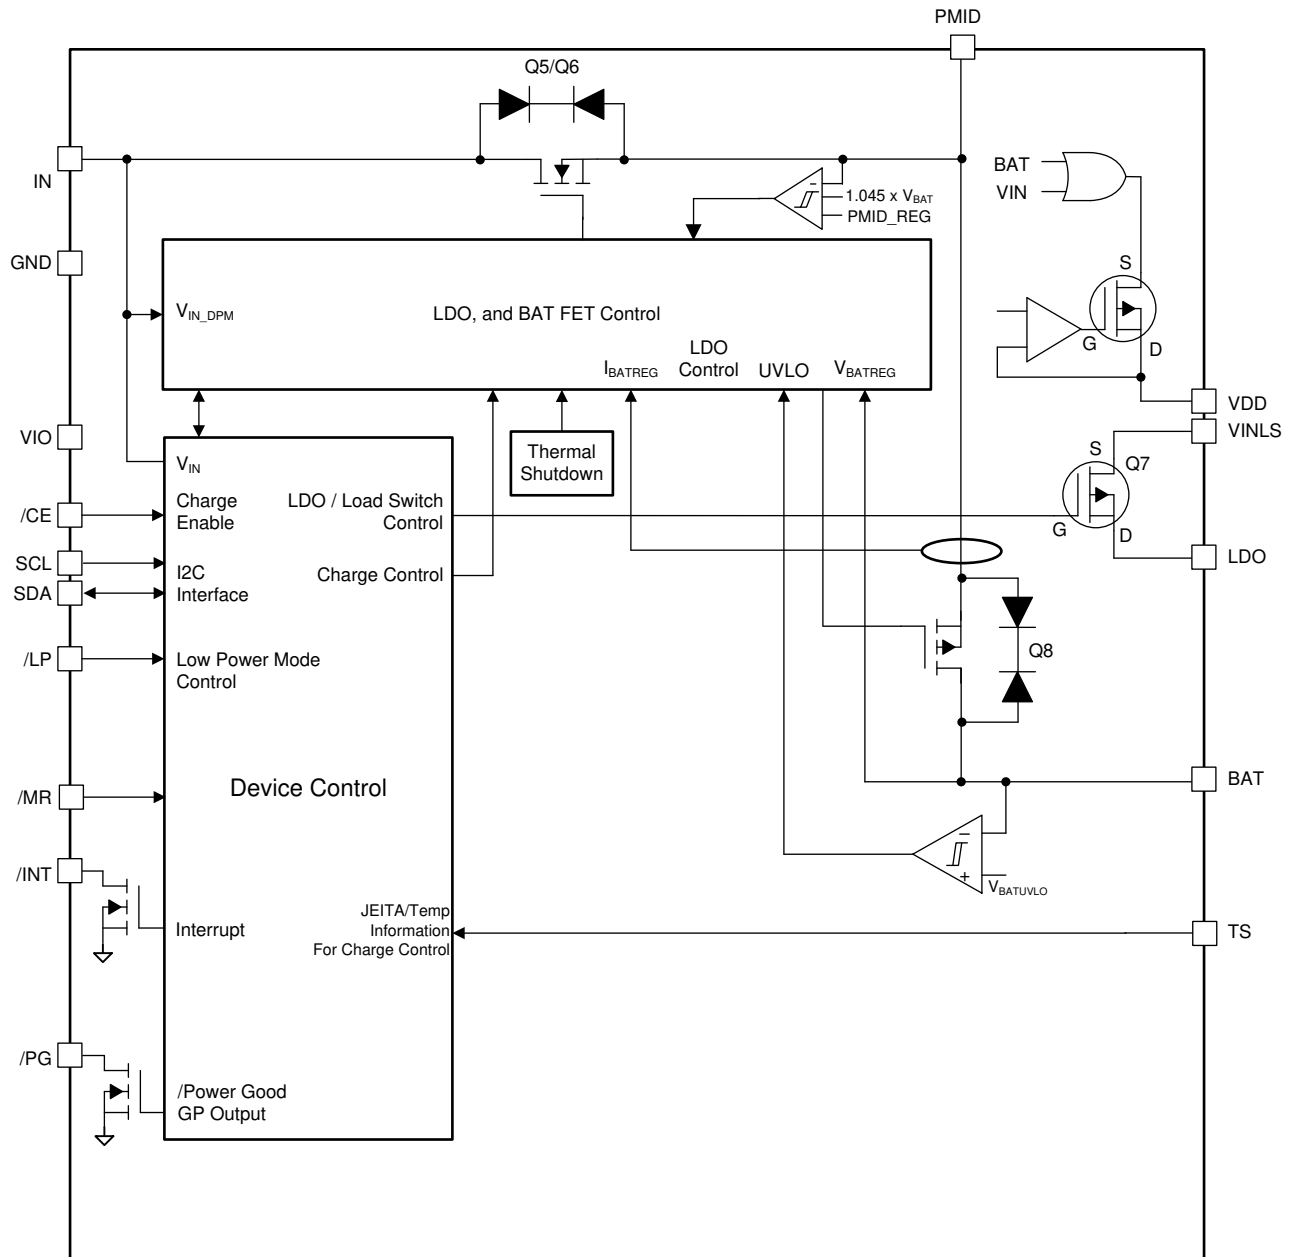 PMID
Q5/Q6
IN
BAT
VIN
-
1.045 x VBAT
PMID_REG
GND
S
VIN_DPM
LDO, and BAT FET Control
G
D
IBATREG
LDO
Control
UVLO
VBATREG
VDD
VINLS
VIO
VIN
Thermal
Shutdown
S
Q7
/CE
Charge
Enable
LDO / Load Switch
Control
G
D
SCL
SDA
I2C
Interface
Charge Control
LDO
/LP
Low Power Mode
Control
Q8
/MR
Device Control
BAT
–
+
VBATUVLO
/INT
Interrupt
JEITA/Temp
Information
For Charge Control
TS
/PG
/Power Good
GP Output